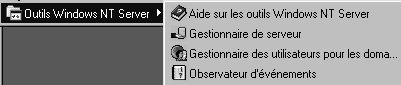 Outils Windows NT Server
Aide sur les outils Windows NT Server
Gestionnaire de serveur
Gestionnaire des utilisateurs pour les doma...
Observateur d'événements